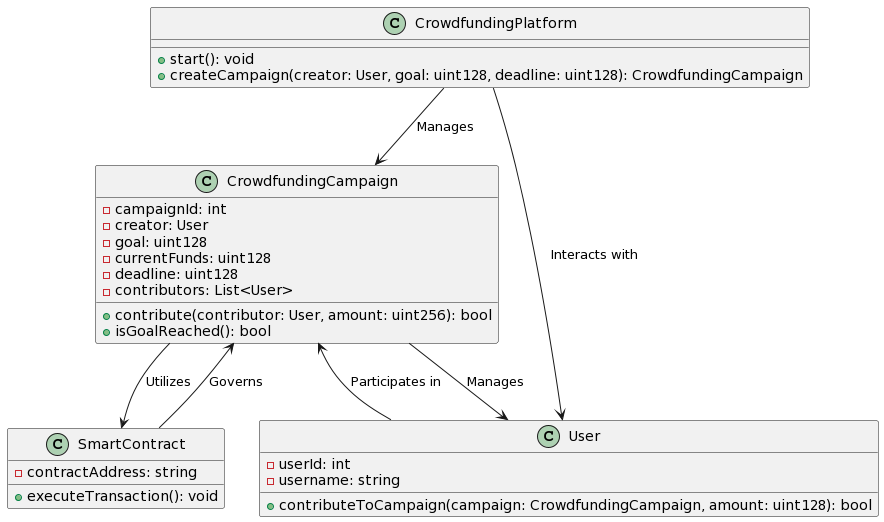 C CrowdfundingPlatform
start(): void
createCampaign(creator: User, goal: uint128, deadline: uint128): CrowdfundingCampaign
Manages
C CrowdfundingCampaign
campaignId: int
creator: User
goal: uint128
currentFunds: uint128
deadline: uint128
contributors: List<User>
contribute(contributor: User, amount: uint256): bool
isGoalReached(): bool
Interacts with
Utilizes
Governs
Participates in
Manages
C SmartContract
contractAddress: string
executeTransaction(): void
C User
userId: int
username: string
contributeToCampaign(campaign: CrowdfundingCampaign, amount: uint128): bool